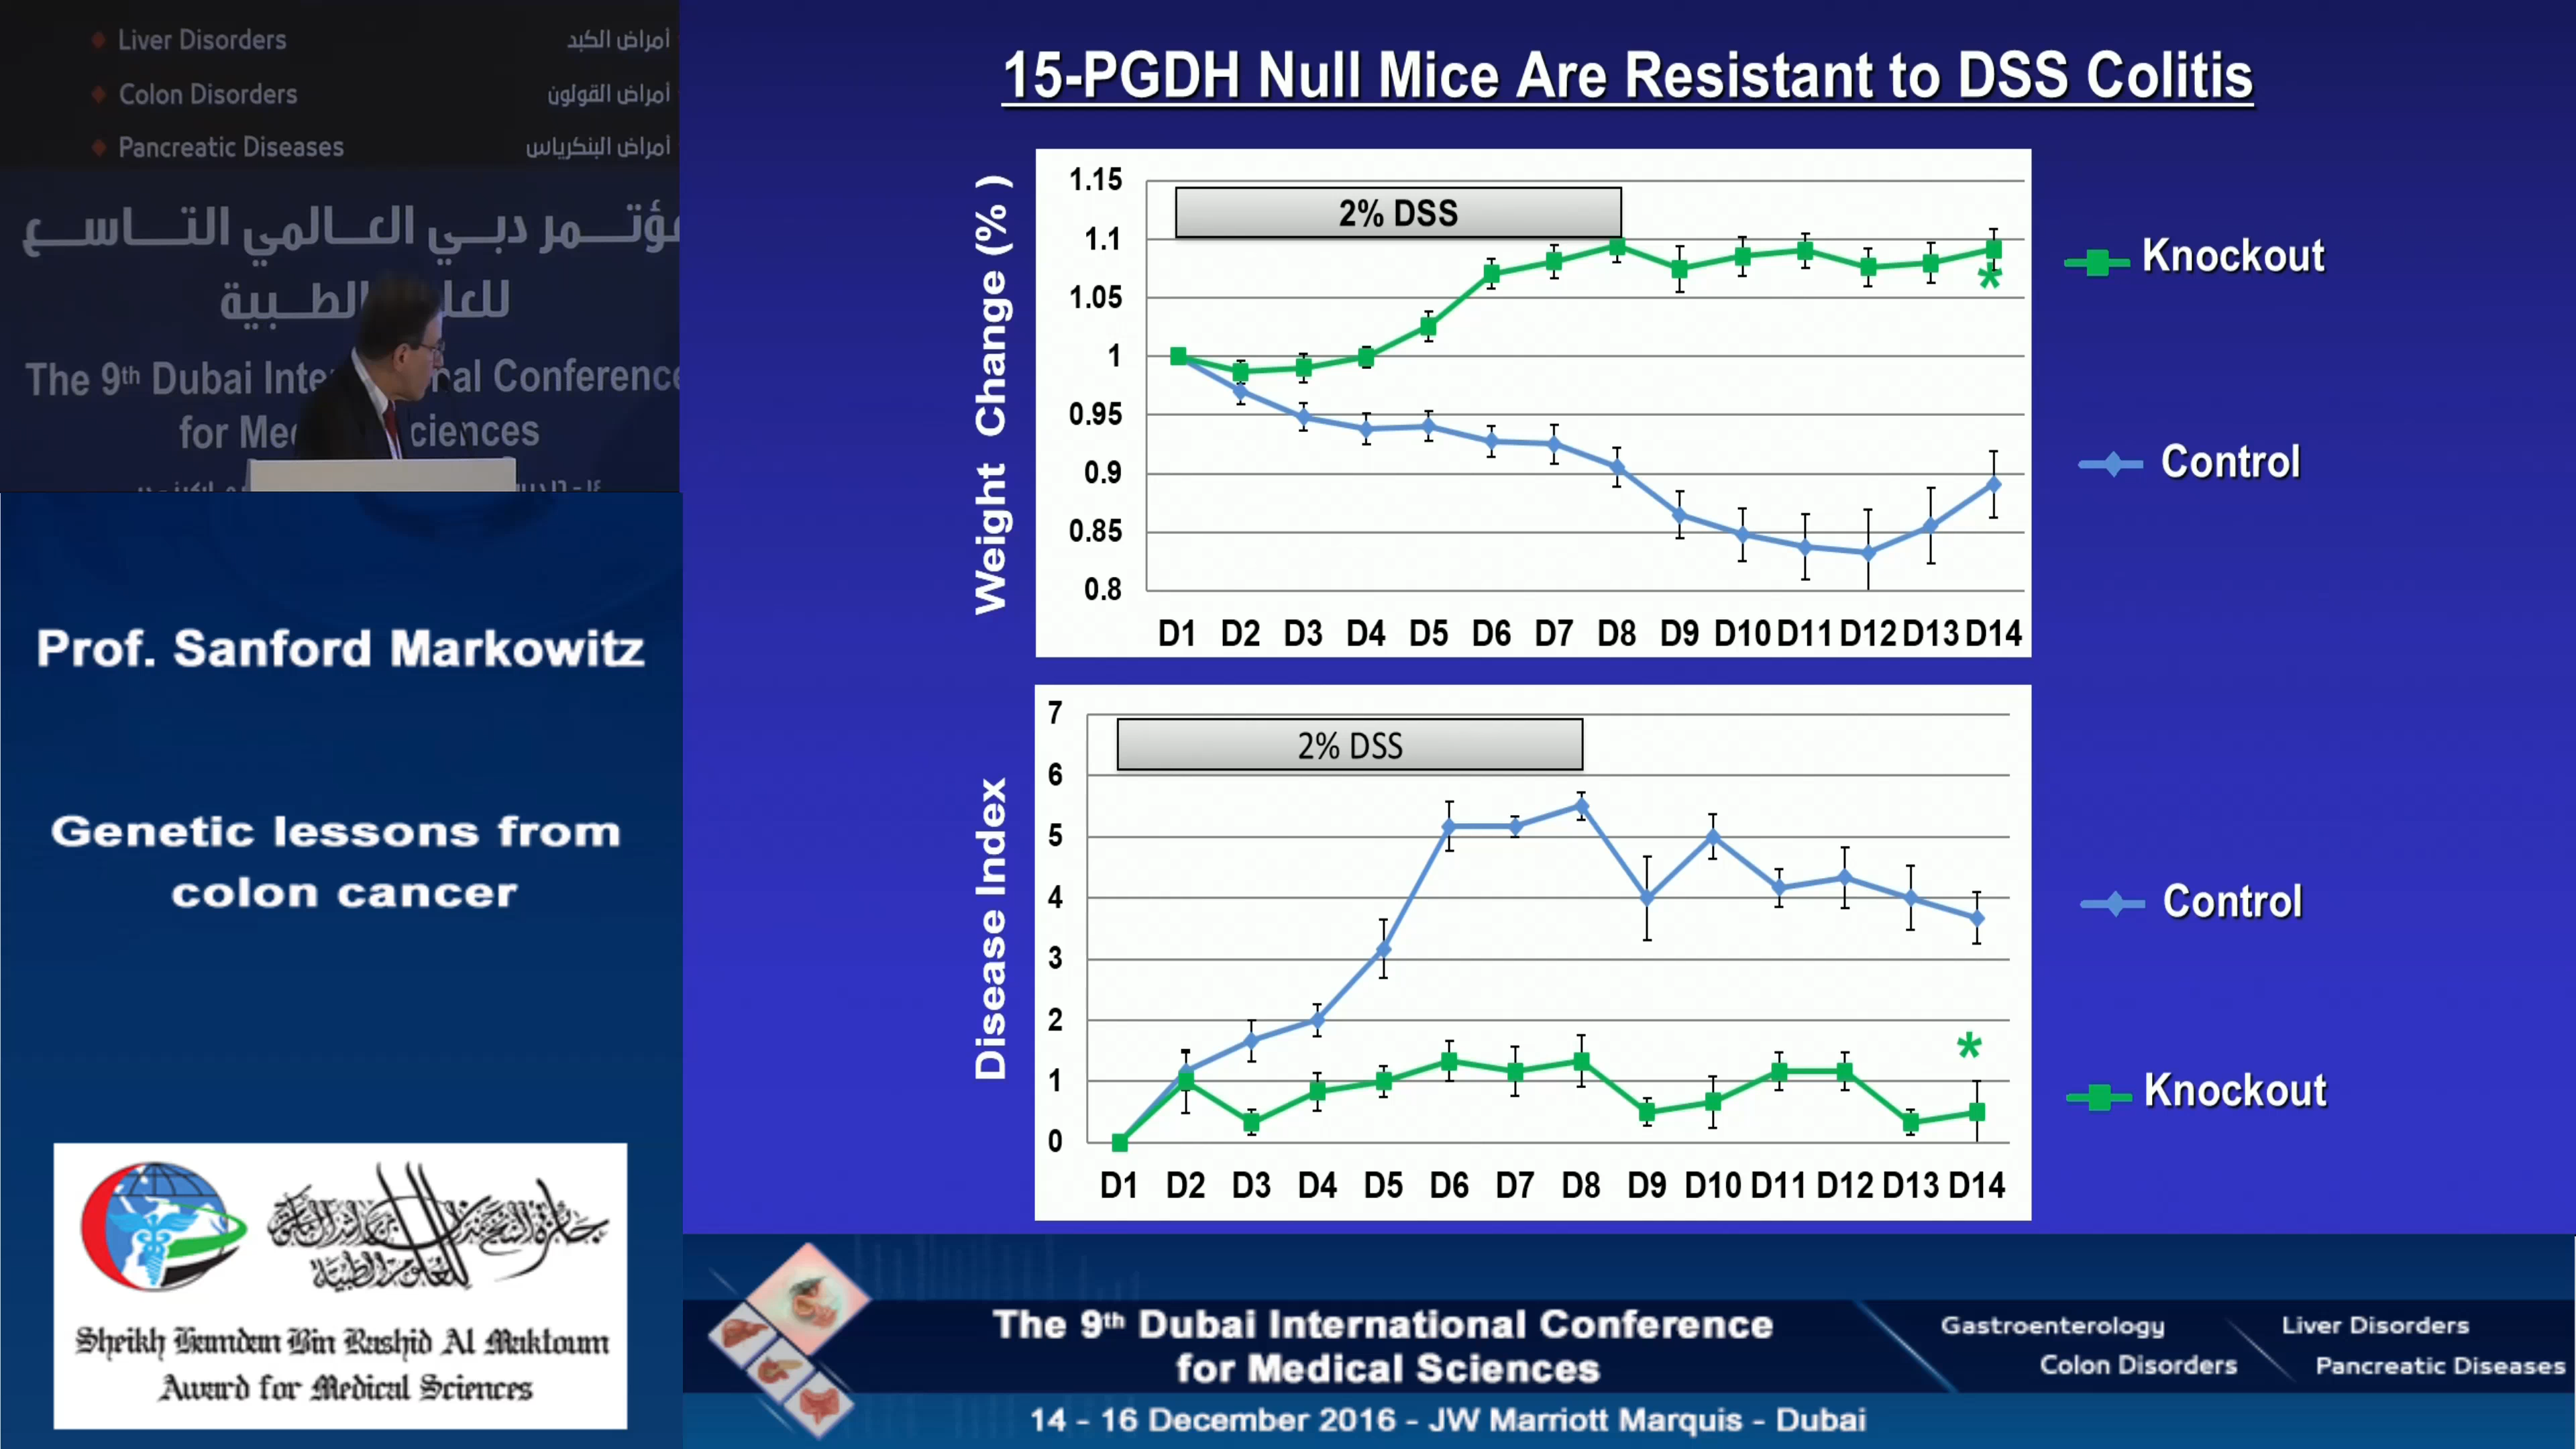 Liver Disorders
أمراض الكبد
Colon Disorders
أمراض القولون
Pancreatic Diseases
أمراض البنكرياس
ؤتمر دبي العالمي التاسع
الطبية
The 9th Dubai
Conference
for
ciences
Prof. Sanford Markowitz
Genetic lessons from
colon cancer
Sheikh Hamdan Bin Rashid Al Maktoum
Award for Medical Sciences
15-PGDH Null Mice Are Resistant to DSS Colitis
Weight Change (%)
1.15
1.1
1.05
1
0.95
0.9
0.85
0.8
2% DSS
*
D1 D2 D3 D4 D5 D6 D7 D8 D9 D10 D11 D12 D13 D14
Knockout
Control
Disease Index
7
6
5
4
3
2
1
0
2% DSS
*
D1 D2 D3 D4 D5 D6 D7 D8 D9 D10 D11 D12 D13 D14
Control
Knockout
The 9th Dubai International Conference
for Medical Sciences
14 - 16 December 2016 - JW Marriott Marquis - Dubai
Gastroenterology
Liver Disorders
Colon Disorders
Pancreatic Diseases